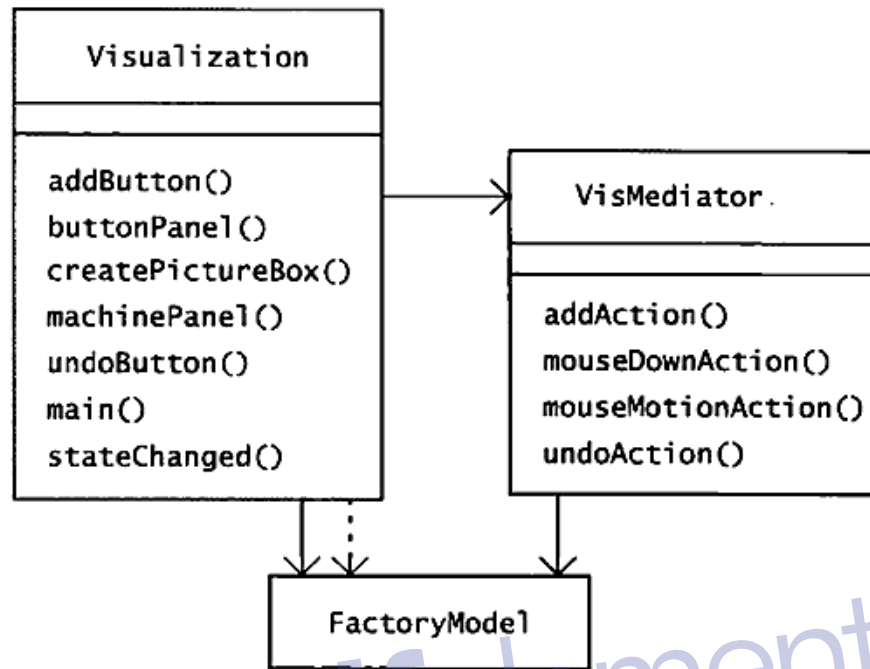 Visualization
addButton()
buttonPanel()
createPictureBox()
machinePanel()
undoButton()
main()
stateChanged()
VisMediator
addAction()
mouseDownAction()
mouseMotionAction()
undoAction()
FactoryModel